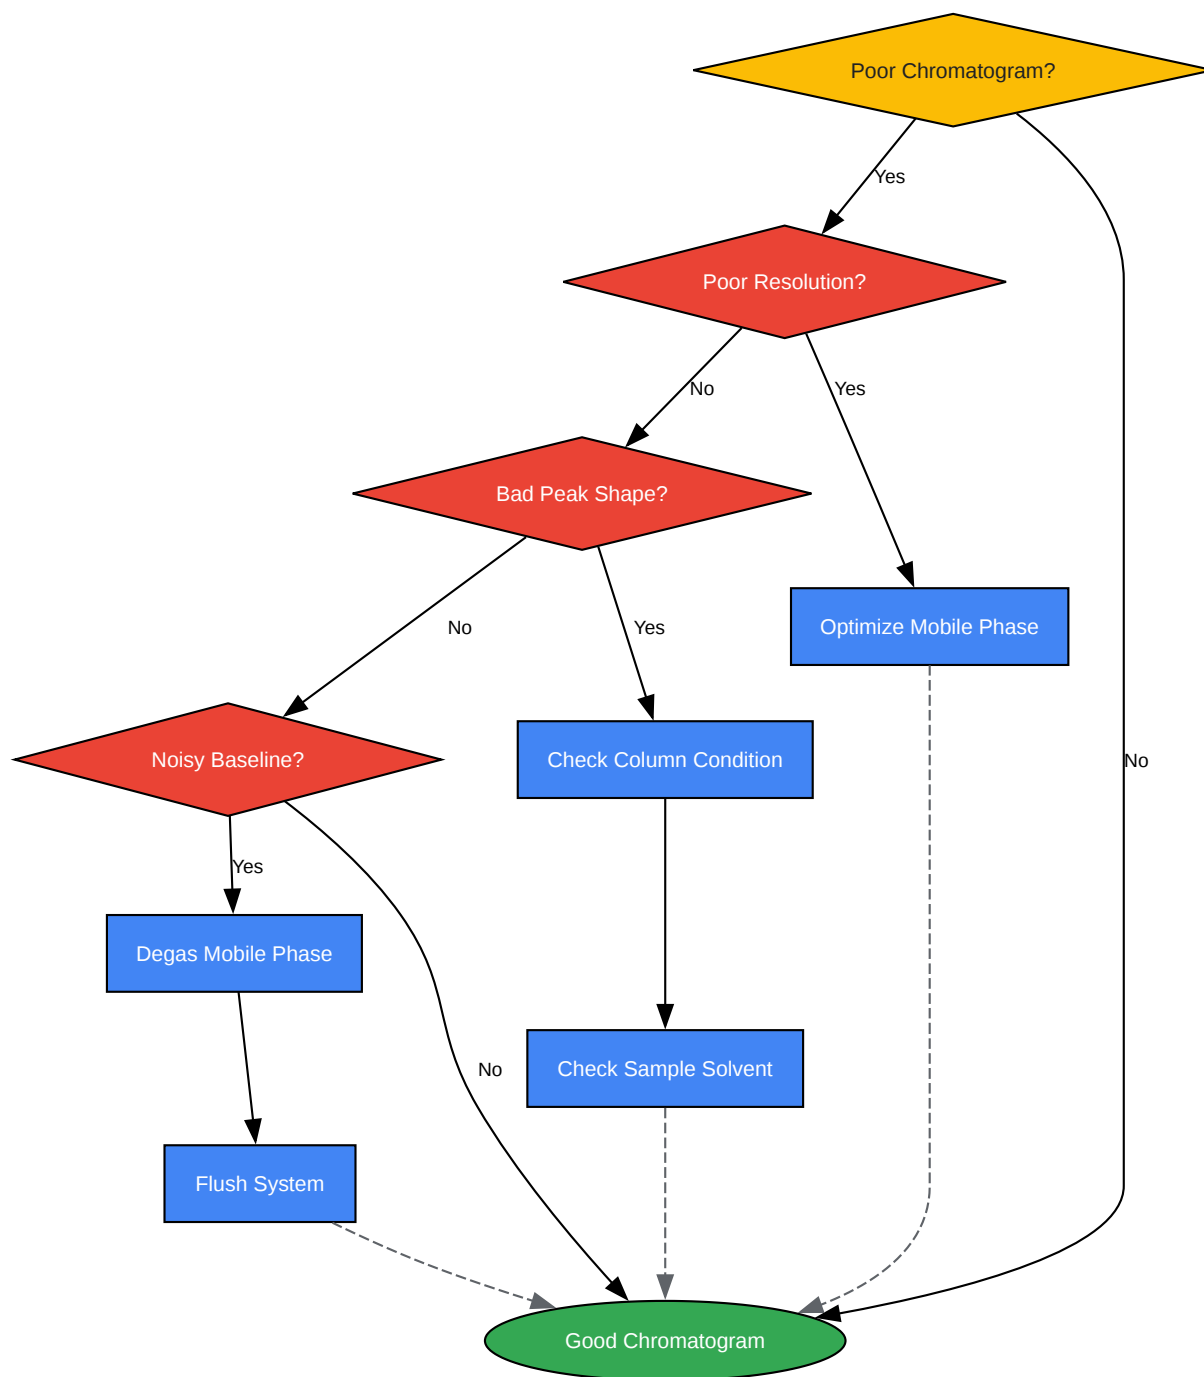 Poor Chromatogram?
Yes
Poor Resolution?
No
Yes
Bad Peak Shape?
No
Yes
Optimize Mobile Phase
Noisy Baseline?
Check Column Condition
No
Yes
Degas Mobile Phase
No
Check Sample Solvent
Flush System
Good Chromatogram